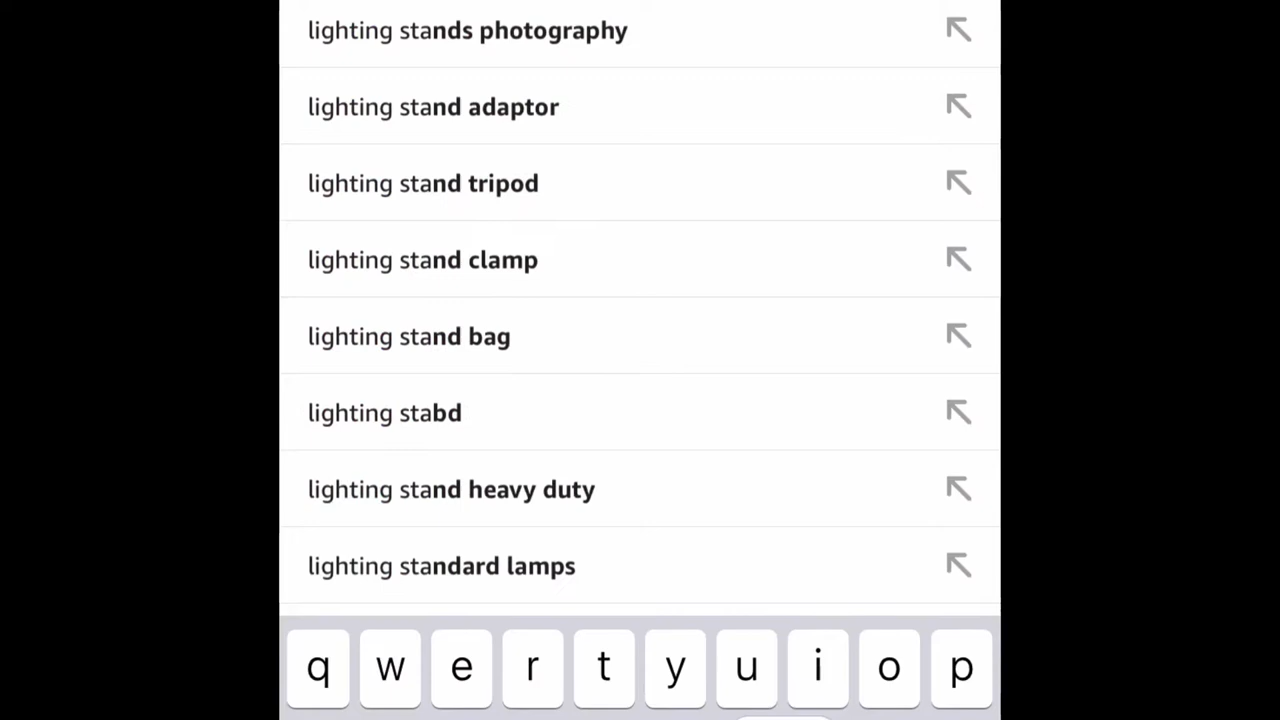 lighting stands photography
lighting stand adaptor
lighting stand tripod
lighting stand clamp
lighting stand bag
lighting stabd
lighting stand heavy duty
lighting standard lamps
q w e r t y u i o p